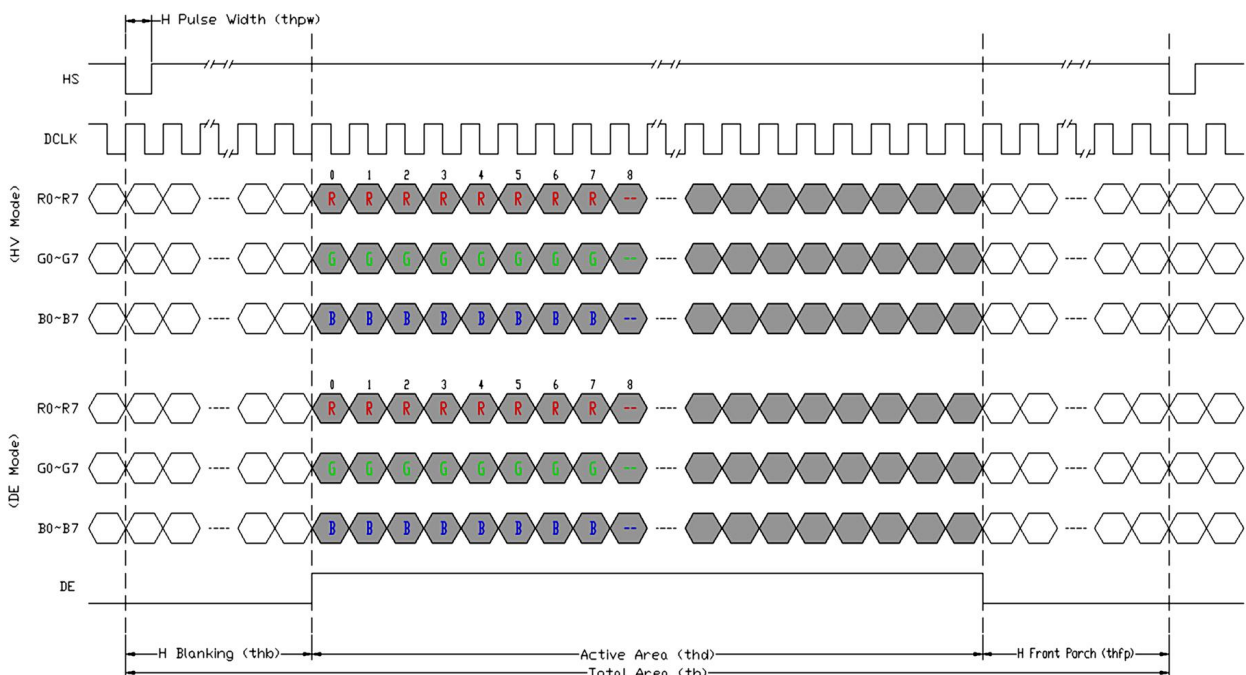 H Pulse Width (thpw)
HS
DCLK
(HV Mode)
0 1 2 3 4 5 6 7 8
R0~R7 R R R R R R R R -- ----
G0~G7 G G G G G G G G -- ----
B0~B7 B B B B B B B B -- ----
(DE Mode)
0 1 2 3 4 5 6 7 8
R0~R7 R R R R R R R R -- ----
G0~G7 G G G G G G G G -- ----
B0~B7 B B B B B B B B -- ----
DE
H Blanking (thb) Active Area (thd) H Front Porch (thfp)
Total Area (th)